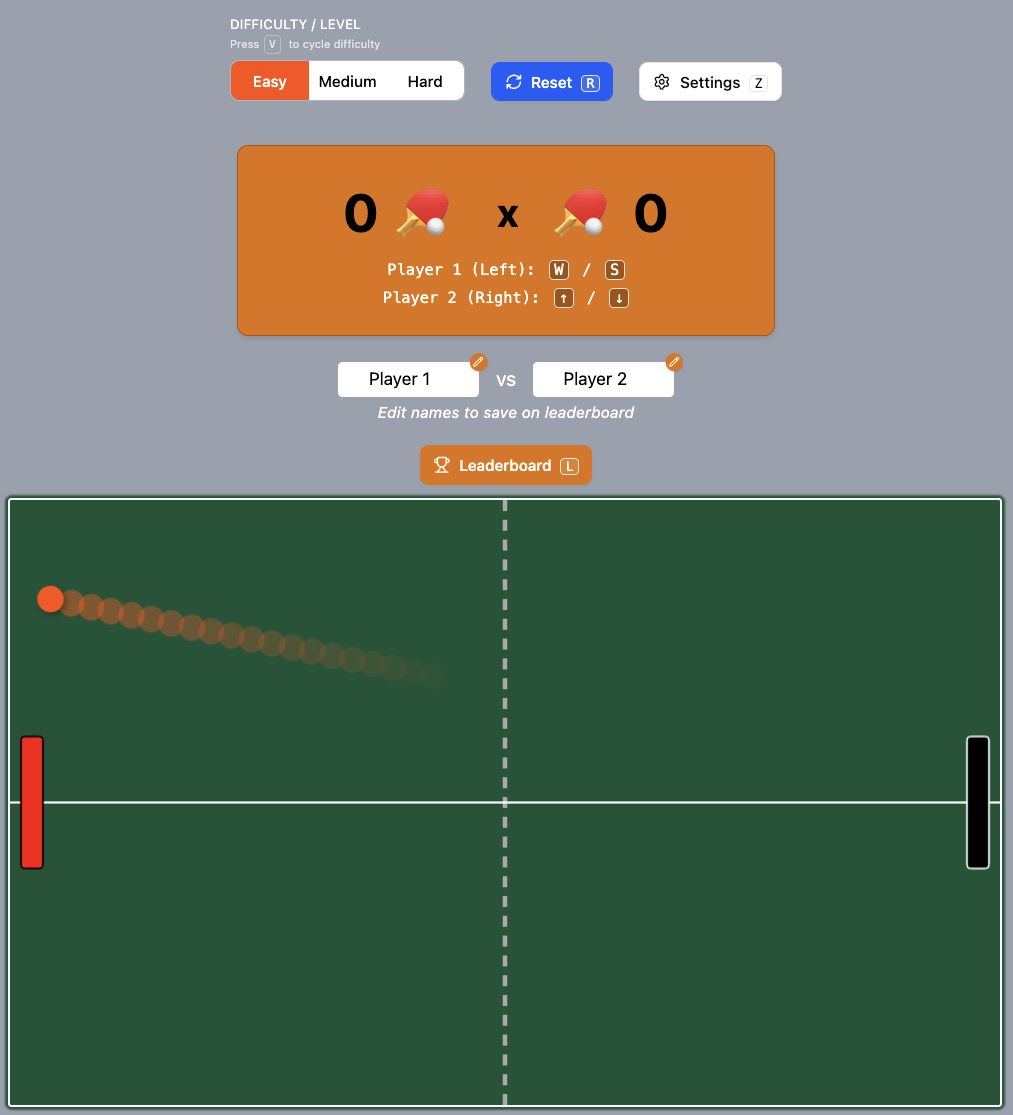 DIFFICULTY / LEVEL
Press V to cycle difficulty
Easy Medium Hard Reset R Settings Z
0 x 0
Player 1 (Left): W / S
Player 2 (Right): ↑ / ↓
Player 1 VS Player 2
Edit names to save on leaderboard
Leaderboard L